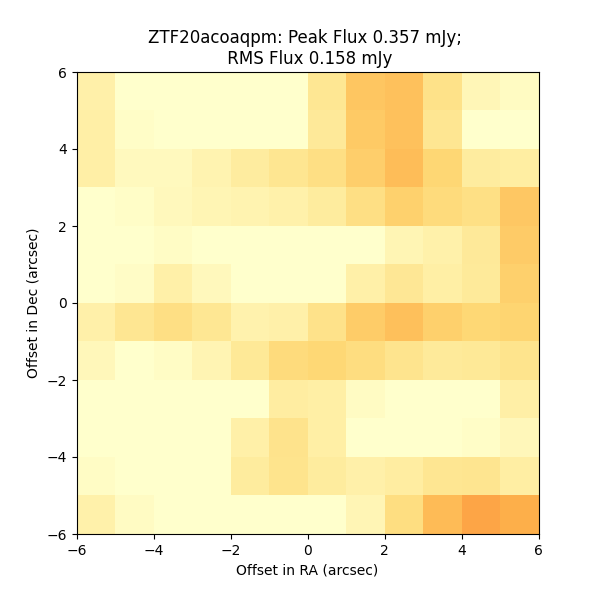 ZTF20acoaqpm: Peak Flux 0.357 mJy;
RMS Flux 0.158 mJy
6
4
2
0
−2
−4
−6
Offset in Dec (arcsec)
−6 −4 −2 0 2 4 6
Offset in RA (arcsec)